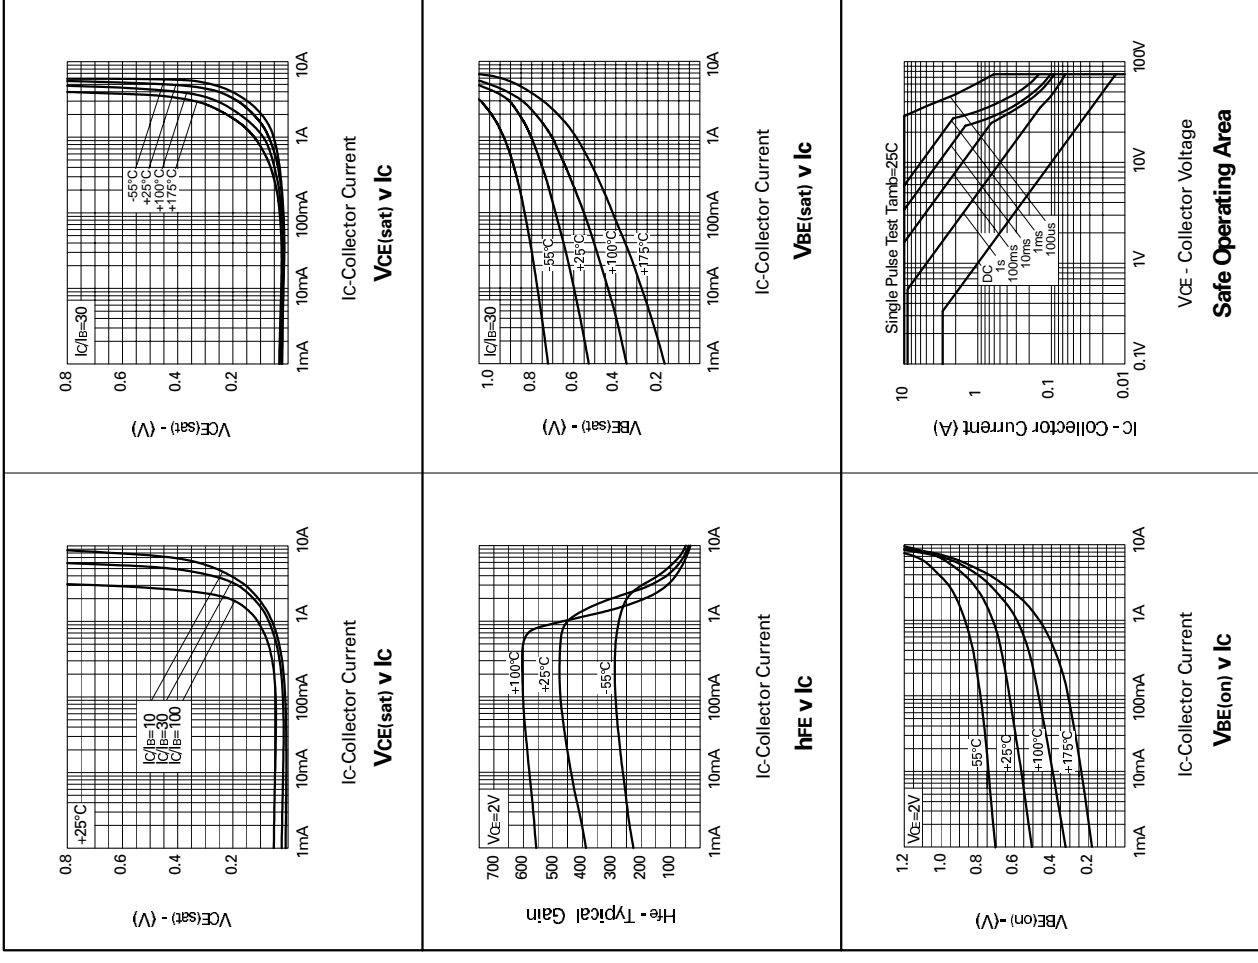 +25°C
0.8
0.6
0.4
0.2
1mA
10mA
100mA
1A
10A
IC/IB=10
IC/IB=30
IC/IB=100
VCE(sat) - (V)
IC-Collector Current
VCE(sat) v IC
IC/IB=30
0.8
0.6
0.4
0.2
1mA
10mA
100mA
1A
10A
-55°C
+25°C
+100°C
+175°C
VCE(sat) - (V)
IC-Collector Current
VCE(sat) v IC
VCE=2V
700
600
500
400
300
200
100
1mA
10mA
100mA
1A
10A
+100°C
+25°C
-55°C
Hfe - Typical Gain
IC-Collector Current
hFE v IC
IC/IB=30
1.0
0.8
0.6
0.4
0.2
1mA
10mA
100mA
1A
10A
-55°C
+25°C
+100°C
+175°C
VBE(sat) - (V)
IC-Collector Current
VBE(sat) v IC
VCE=2V
1.2
1.0
0.8
0.6
0.4
0.2
1mA
10mA
100mA
1A
10A
-55°C
+25°C
+100°C
+175°C
VBE(on) - (V)
IC-Collector Current
VBE(on) v IC
Single Pulse Test Tamb=25C
10
1
0.1
0.01
0.1V
1V
10V
100V
DC
1s
100ms
10ms
1ms
100us
IC - Collector Current (A)
VCE - Collector Voltage
Safe Operating Area